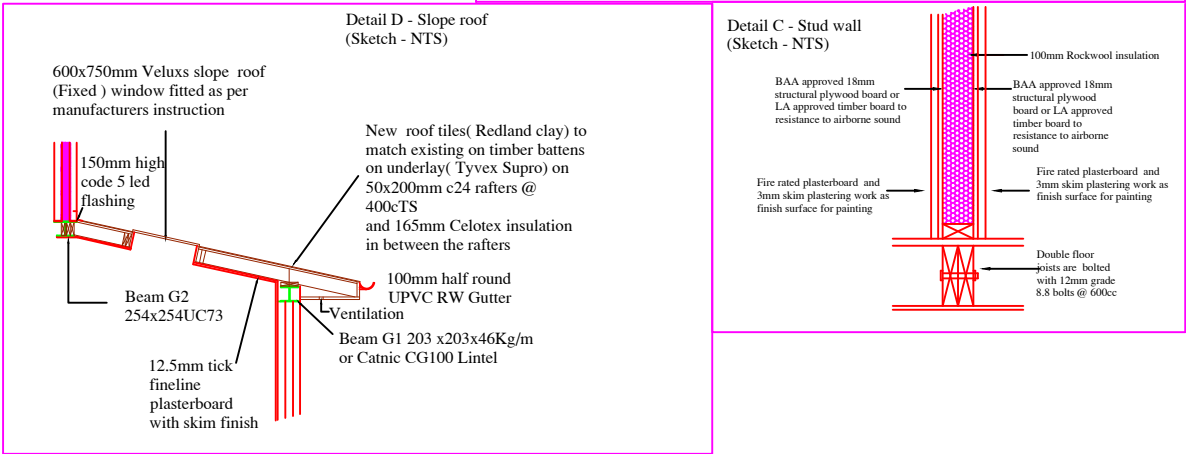 Detail D - Slope roof
(Sketch - NTS)
600x750mm Veluxs slope roof
(Fixed ) window fitted as per
manufacturers instruction
150mm high
code 5 led
flashing
New roof tiles( Redland clay) to
match existing on timber battens
on underlay( Tyvex Supro) on
50x200mm c24 rafters @
400cTS
and 165mm Celotex insulation
in between the rafters
100mm half round
UPVC RW Gutter
Ventilation
Beam G2
254x254UC73
Beam G1 203 x203x46Kg/m
or Catnic CG100 Lintel
12.5mm tick
fineline
plasterboard
with skim finish
Detail C - Stud wall
(Sketch - NTS)
100mm Rockwool insulation
BAA approved 18mm
structural plywood board or
LA approved timber board to
resistance to airborne sound
BAA approved 18mm
structural plywood
board or LA approved
timber board to
resistance to airborne
sound
Fire rated plasterboard and
3mm skim plastering work as
finish surface for painting
Fire rated plasterboard and
3mm skim plastering work as
finish surface for painting
Double floor
joists are bolted
with 12mm grade
8.8 bolts @ 600cc